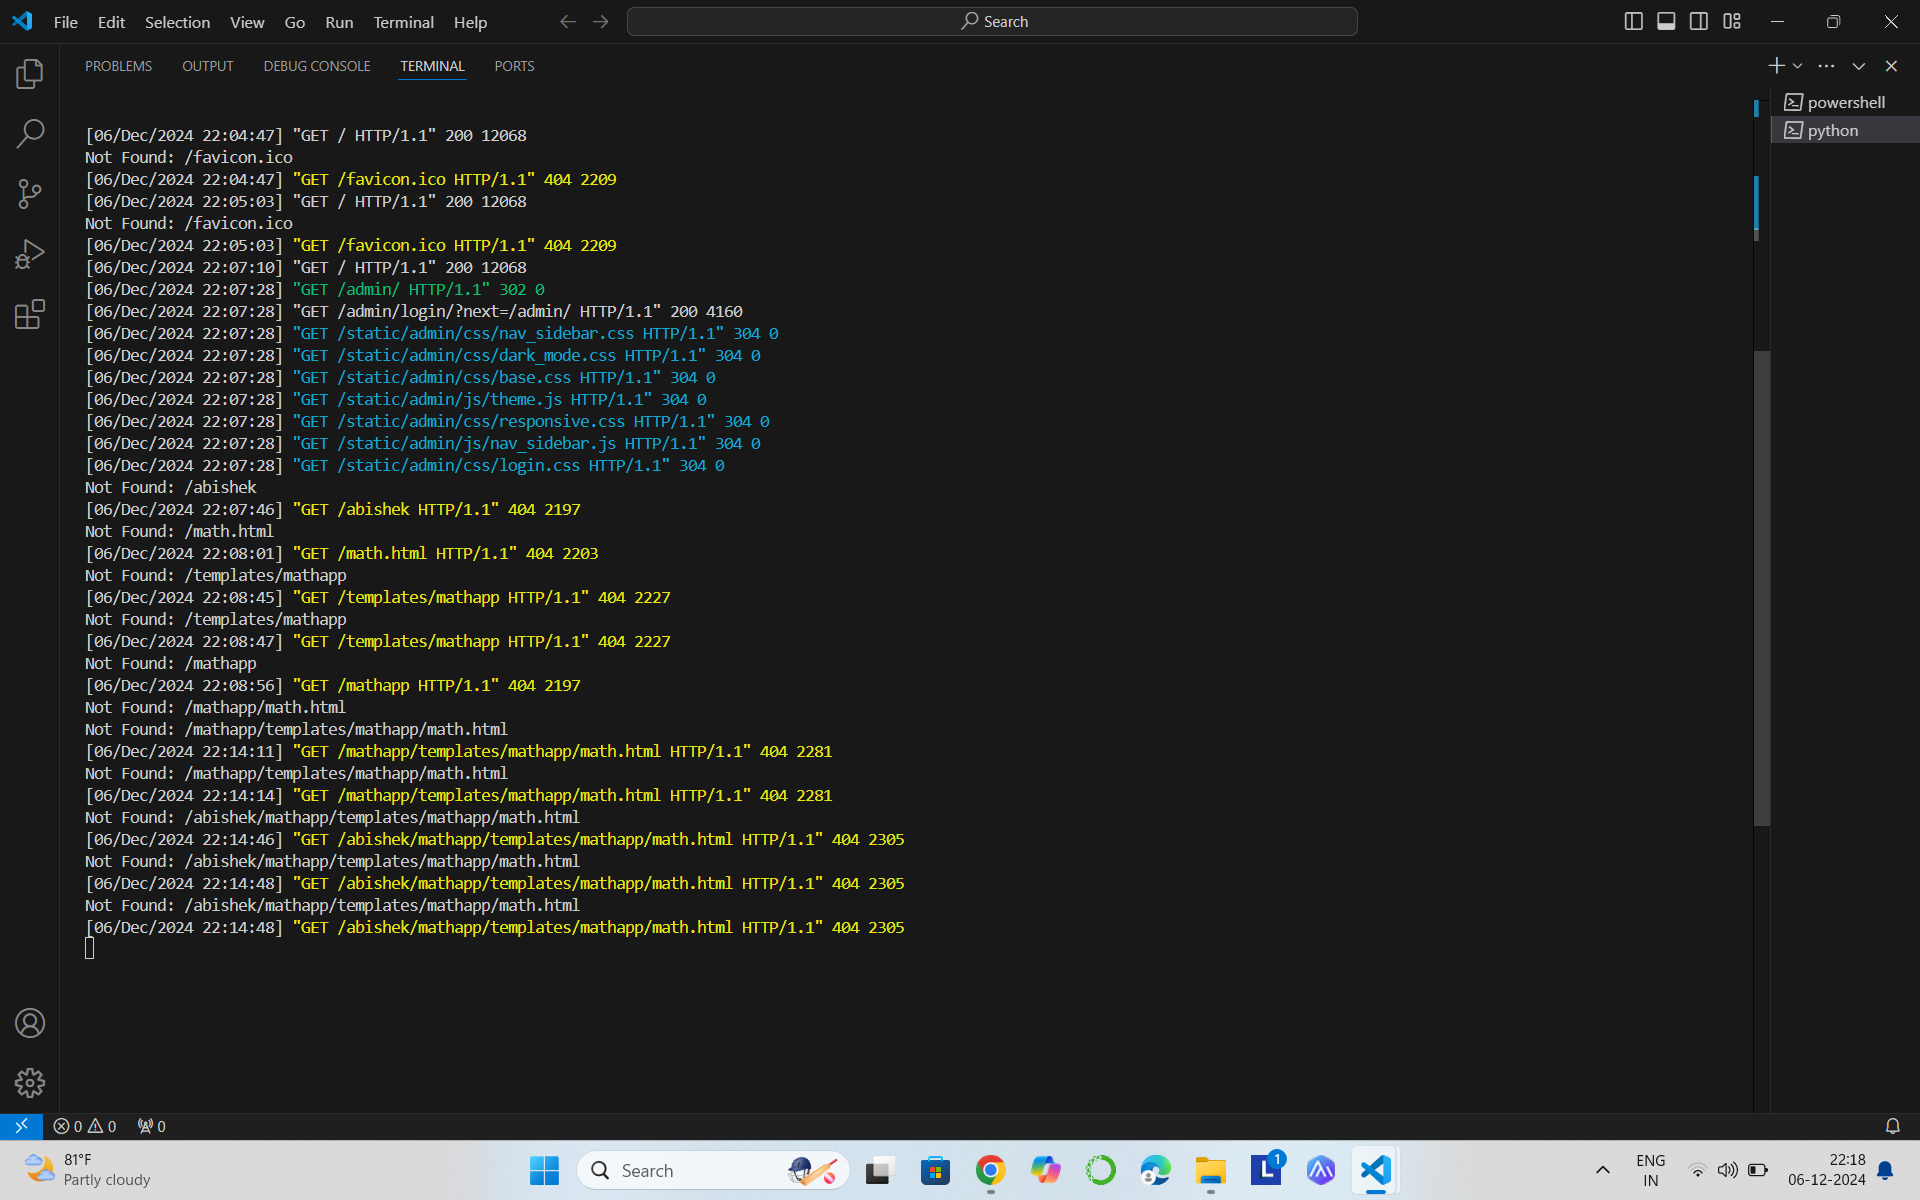 File Edit Selection View Go Run Terminal Help
Search
PROBLEMS OUTPUT DEBUG CONSOLE TERMINAL PORTS
powershell
python
[06/Dec/2024 22:04:47] "GET / HTTP/1.1" 200 12068
Not Found: /favicon.ico
[06/Dec/2024 22:04:47] "GET /favicon.ico HTTP/1.1" 404 2209
[06/Dec/2024 22:05:03] "GET / HTTP/1.1" 200 12068
Not Found: /favicon.ico
[06/Dec/2024 22:05:03] "GET /favicon.ico HTTP/1.1" 404 2209
[06/Dec/2024 22:07:10] "GET / HTTP/1.1" 200 12068
[06/Dec/2024 22:07:28] "GET /admin/ HTTP/1.1" 302 0
[06/Dec/2024 22:07:28] "GET /admin/login/?next=/admin/ HTTP/1.1" 200 4160
[06/Dec/2024 22:07:28] "GET /static/admin/css/nav_sidebar.css HTTP/1.1" 304 0
[06/Dec/2024 22:07:28] "GET /static/admin/css/dark_mode.css HTTP/1.1" 304 0
[06/Dec/2024 22:07:28] "GET /static/admin/css/base.css HTTP/1.1" 304 0
[06/Dec/2024 22:07:28] "GET /static/admin/js/theme.js HTTP/1.1" 304 0
[06/Dec/2024 22:07:28] "GET /static/admin/css/responsive.css HTTP/1.1" 304 0
[06/Dec/2024 22:07:28] "GET /static/admin/js/nav_sidebar.js HTTP/1.1" 304 0
[06/Dec/2024 22:07:28] "GET /static/admin/css/login.css HTTP/1.1" 304 0
Not Found: /abishek
[06/Dec/2024 22:07:46] "GET /abishek HTTP/1.1" 404 2197
Not Found: /math.html
[06/Dec/2024 22:08:01] "GET /math.html HTTP/1.1" 404 2203
Not Found: /templates/mathapp
[06/Dec/2024 22:08:45] "GET /templates/mathapp HTTP/1.1" 404 2227
Not Found: /templates/mathapp
[06/Dec/2024 22:08:47] "GET /templates/mathapp HTTP/1.1" 404 2227
Not Found: /mathapp
[06/Dec/2024 22:08:56] "GET /mathapp HTTP/1.1" 404 2197
Not Found: /mathapp/math.html
Not Found: /mathapp/templates/mathapp/math.html
[06/Dec/2024 22:14:11] "GET /mathapp/templates/mathapp/math.html HTTP/1.1" 404 2281
Not Found: /mathapp/templates/mathapp/math.html
[06/Dec/2024 22:14:14] "GET /mathapp/templates/mathapp/math.html HTTP/1.1" 404 2281
Not Found: /abishek/mathapp/templates/mathapp/math.html
[06/Dec/2024 22:14:46] "GET /abishek/mathapp/templates/mathapp/math.html HTTP/1.1" 404 2305
Not Found: /abishek/mathapp/templates/mathapp/math.html
[06/Dec/2024 22:14:48] "GET /abishek/mathapp/templates/mathapp/math.html HTTP/1.1" 404 2305
Not Found: /abishek/mathapp/templates/mathapp/math.html
[06/Dec/2024 22:14:48] "GET /abishek/mathapp/templates/mathapp/math.html HTTP/1.1" 404 2305
0 0 0
81°F
Partly cloudy
Search
L 1
ENG
IN
22:18
06-12-2024